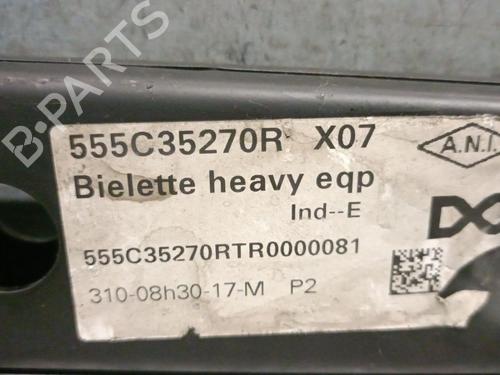 555C35270R X07
A.N.I.
Bielette heavy eqp
Ind--E
555C35270RTR0000081
310-08h30-17-M P2
B-PARTS